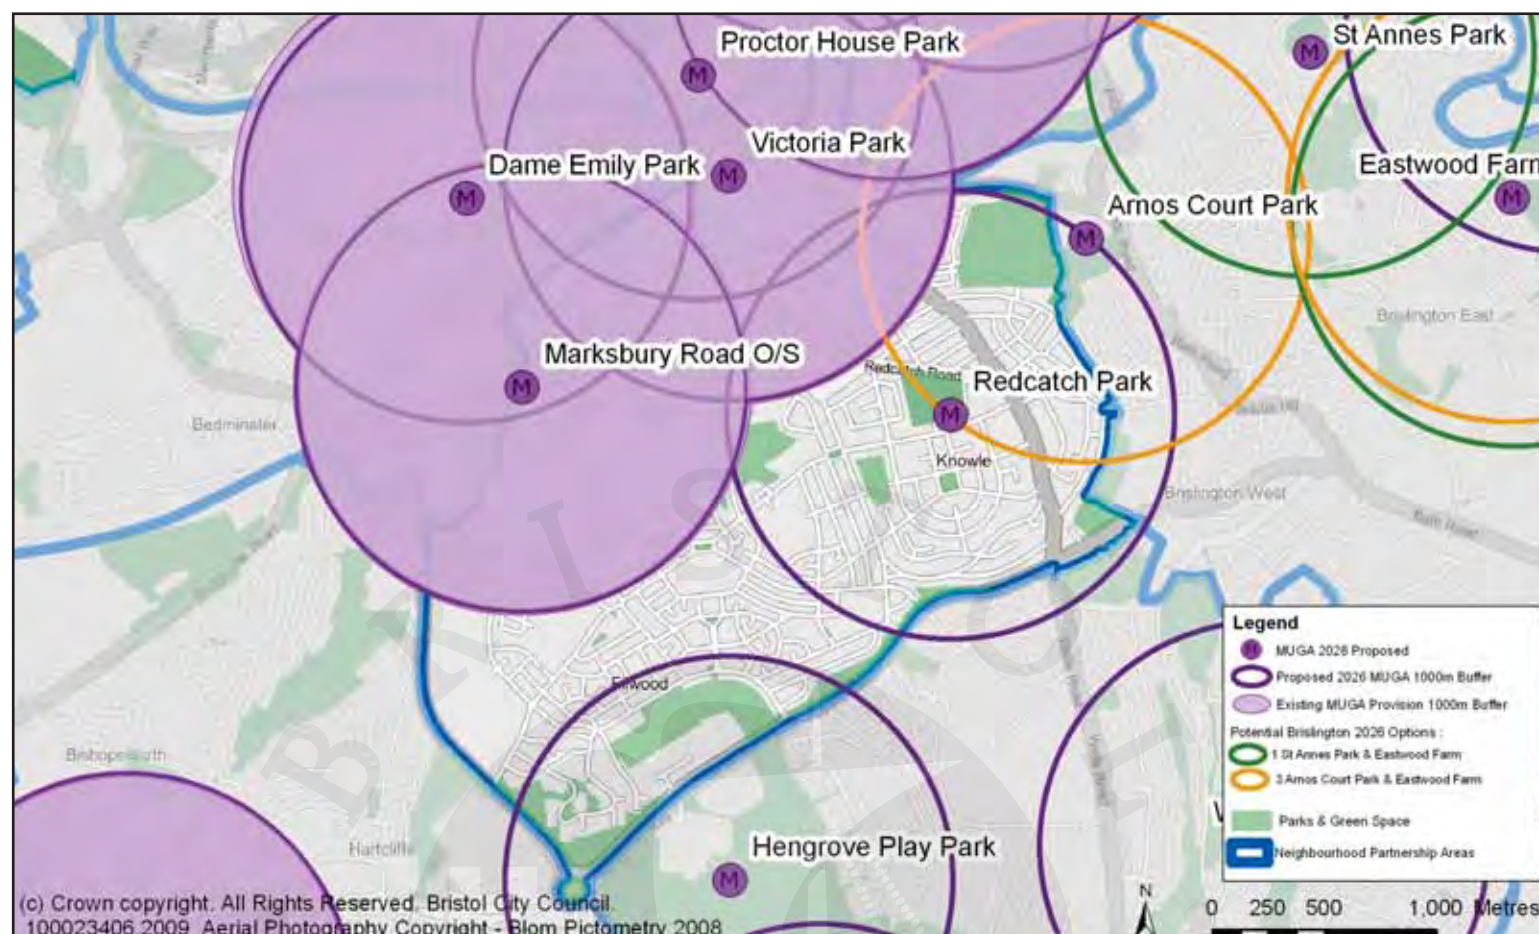 Proctor House Park
St Annes Park
Victoria Park
Dame Emily Park
Eastwood Farm
Arnos Court Park
Brislington East
Marksbury Road O/S
Redcatch Road
Redcatch Park
Bedminster
Knowle
Brislington West
Bath Road
Filwood
Bishopsworth
Hartcliffe
Hengrove Play Park
Legend
MUGA 2026 Proposed
Proposed 2026 MUGA 1000m Buffer
Existing MUGA Provision 1000m Buffer
Potential Brislington 2026 Options :
1 St Annes Park & Eastwood Farm
3 Arnos Court Park & Eastwood Farm
Parks & Green Space
Neighbourhood Partnership Areas
N
0 250 500 1,000 Metres
(c) Crown copyright. All Rights Reserved. Bristol City Council.
100023406 2009. Aerial Photography Copyright - Blom Pictometry 2008